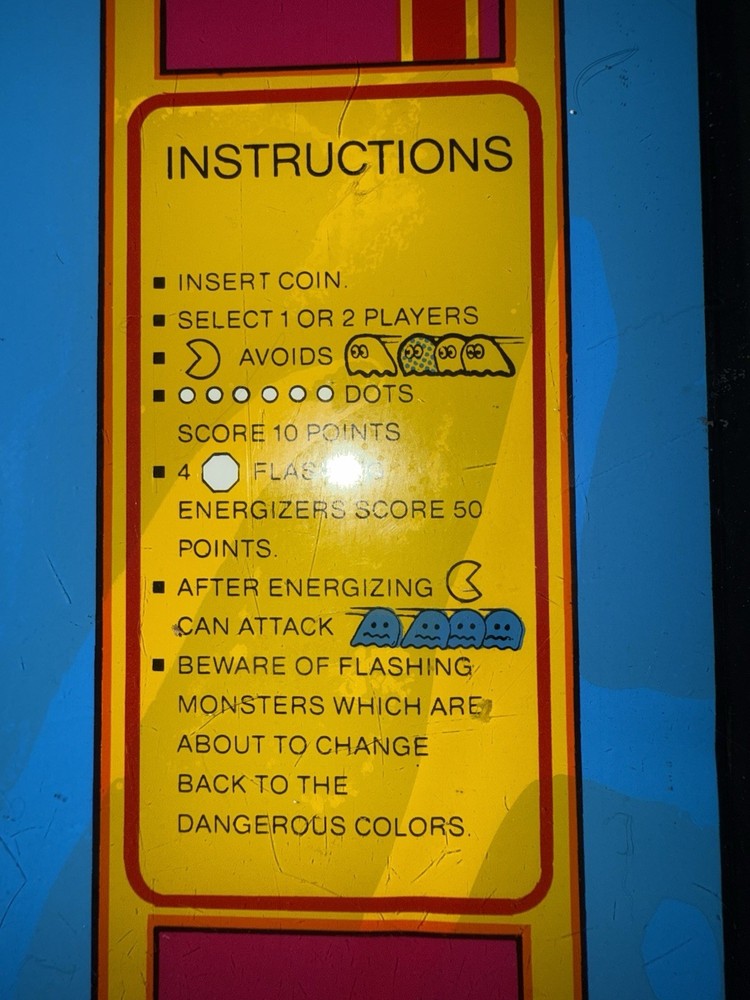 INSTRUCTIONS
INSERT COIN.
SELECT 1 OR 2 PLAYERS
AVOIDS
DOTS
SCORE 10 POINTS
4
ENERGIZERS SCORE 50
POINTS.
AFTER ENERGIZING
CAN ATTACK
BEWARE OF FLASHING
MONSTERS WHICH ARE
ABOUT TO CHANGE
BACK TO THE
DANGEROUS COLORS.